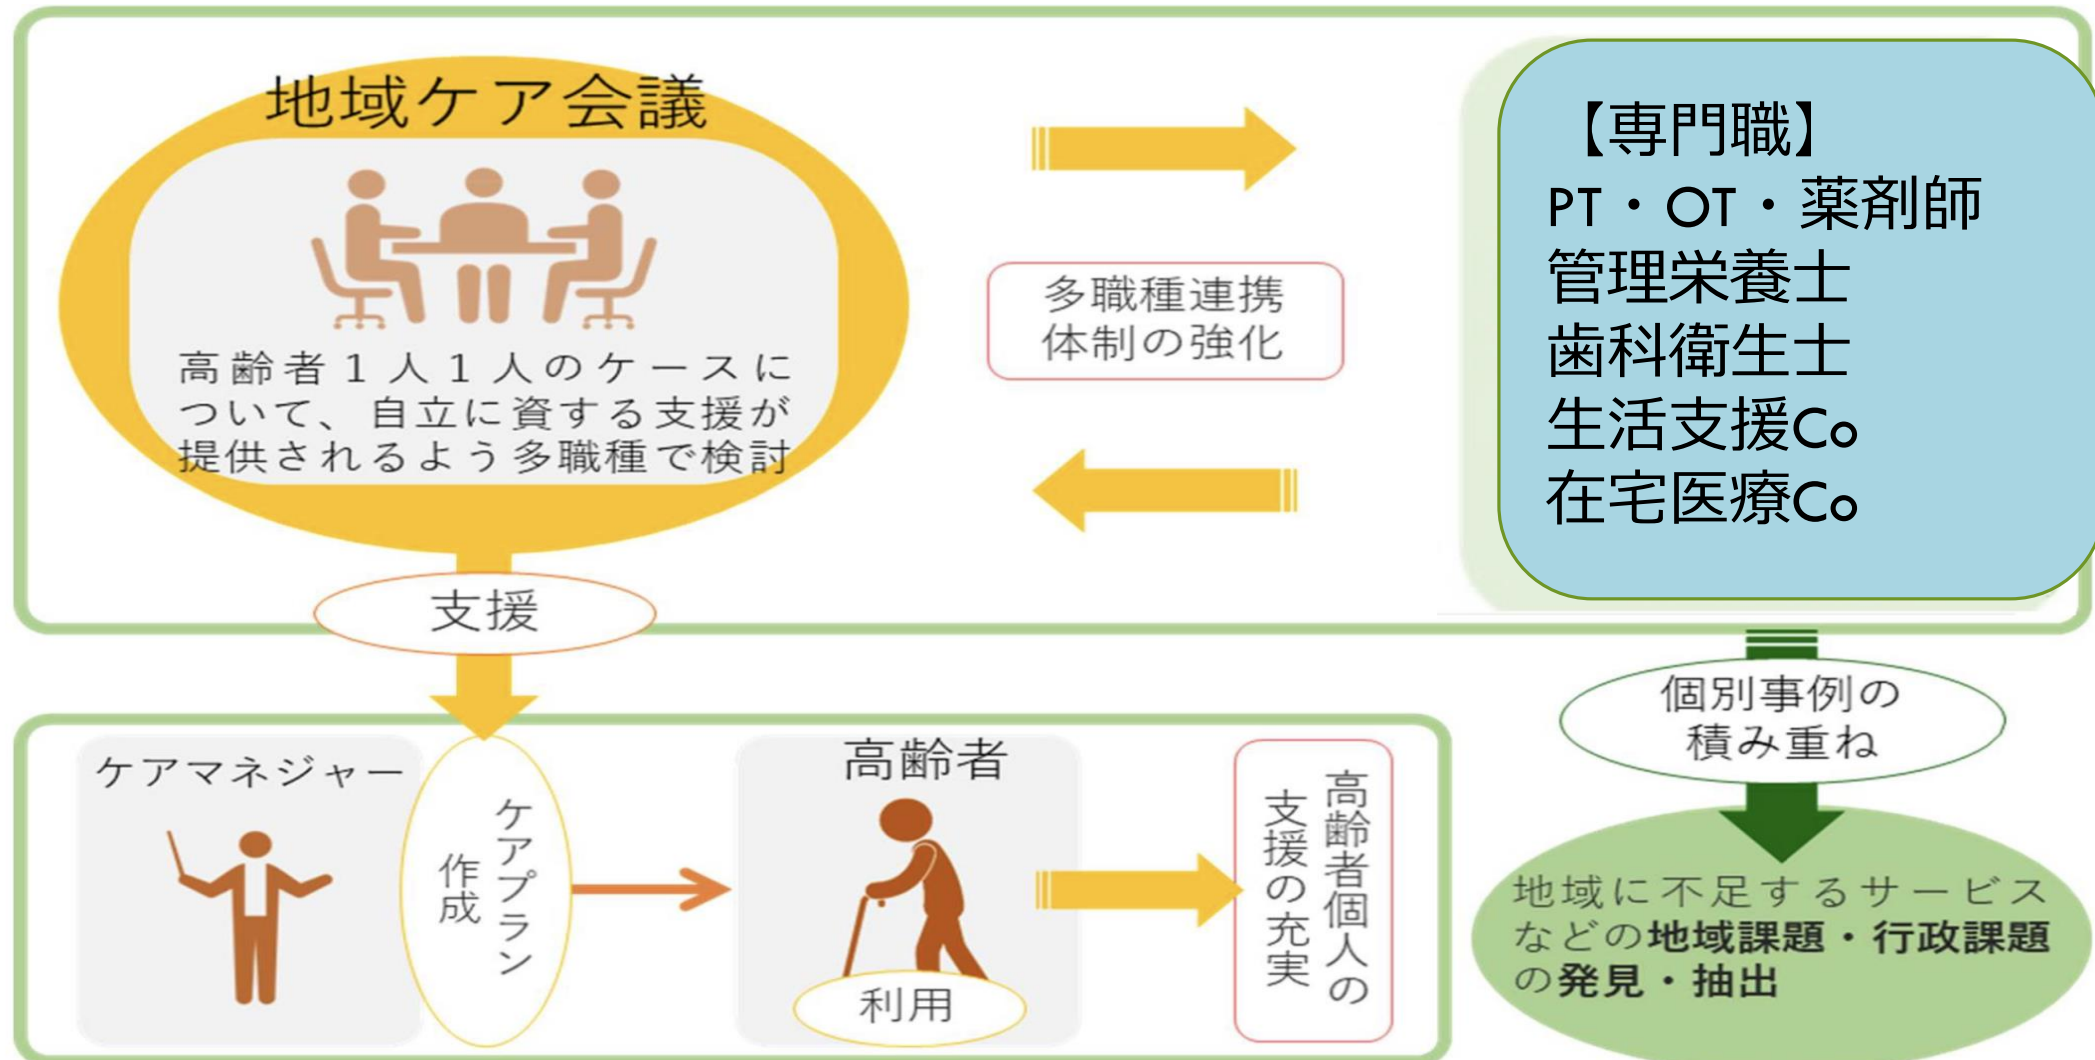 地域ケア会議
高齢者1人1人のケースに
ついて、自立に資する支援が
提供されるよう多職種で検討
多職種連携
体制の強化
【専門職】
PT・OT・薬剤師
管理栄養士
歯科衛生士
生活支援Co
在宅医療Co
支援
個別事例の
積み重ね
地域に不足するサービス
などの地域課題・行政課題
の発見・抽出
ケアマネジャー
ケアプラン
作成
高齢者
利用
高齢者個人の
支援の充実